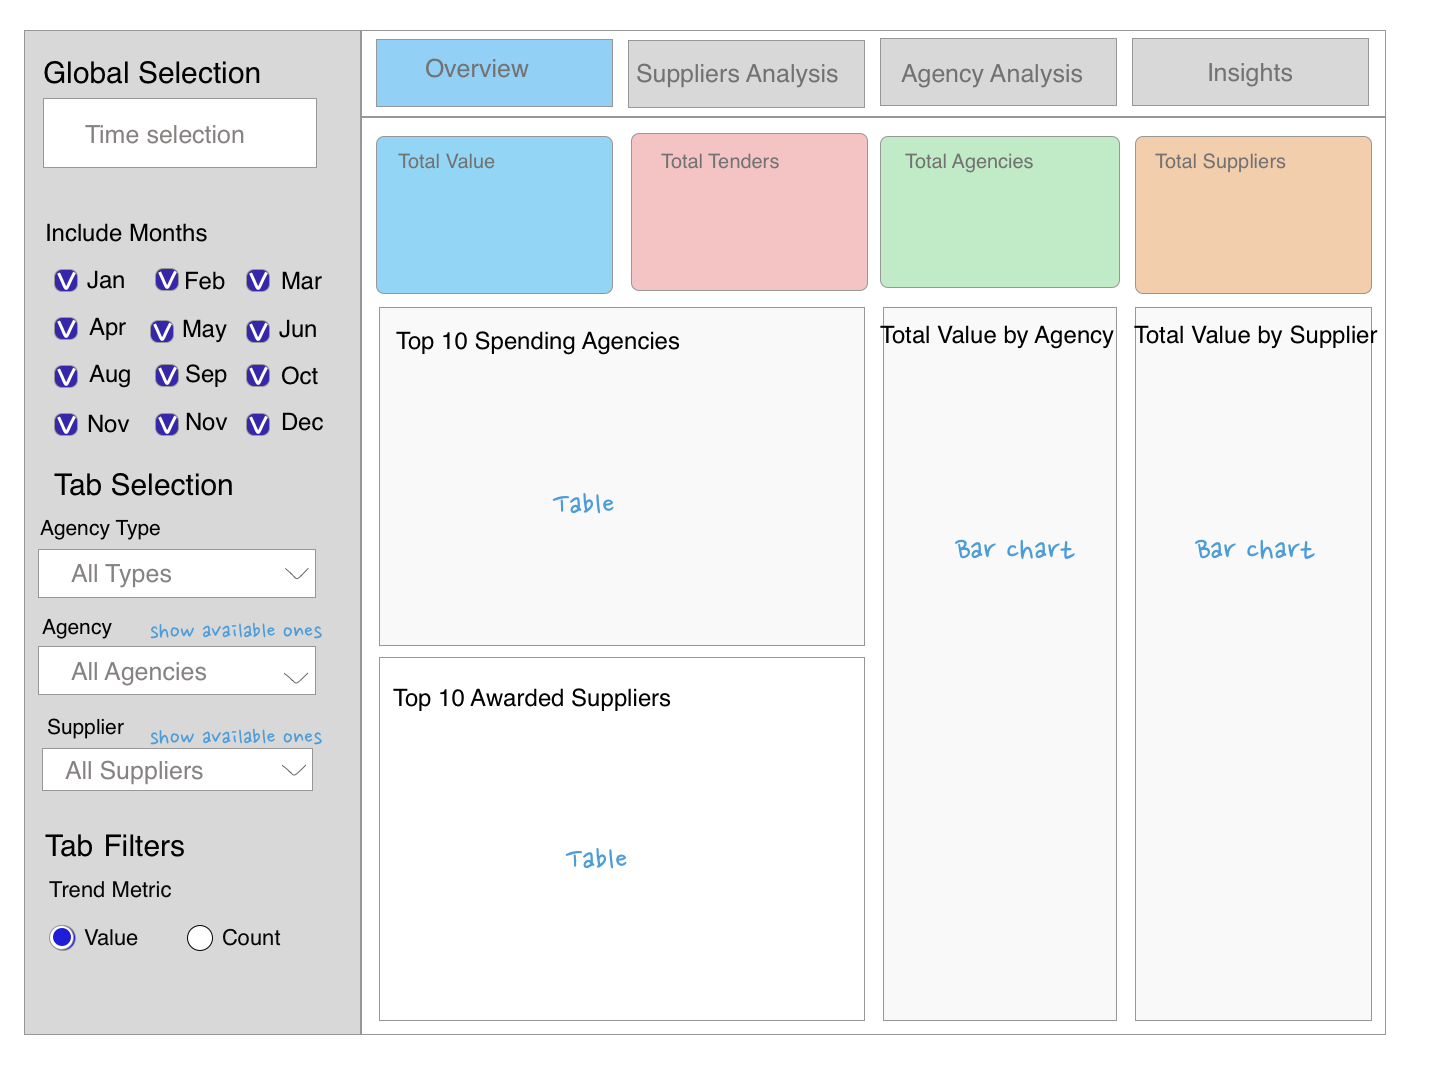 Global Selection
Time selection
Include Months
Jan Feb Mar
Apr May Jun
Aug Sep Oct
Nov Nov Dec
Tab Selection
Agency Type
All Types
Agency show available ones
All Agencies
Supplier show available ones
All Suppliers
Tab Filters
Trend Metric
Value Count
Overview Suppliers Analysis Agency Analysis Insights
Total Value Total Tenders Total Agencies Total Suppliers
Top 10 Spending Agencies
Table
Top 10 Awarded Suppliers
Table
Total Value by Agency
Bar chart
Total Value by Supplier
Bar chart